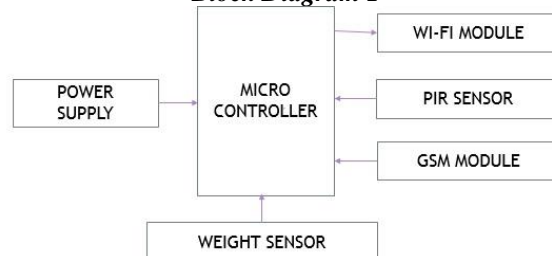 Block Diagram 1
WI-FI MODULE
MICRO
CONTROLLER
POWER
SUPPLY
PIR SENSOR
GSM MODULE
WEIGHT SENSOR